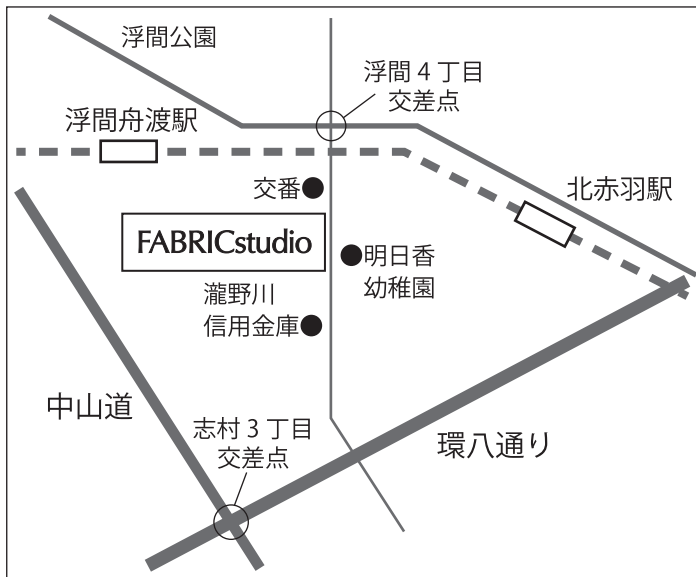 浮間公園
浮間4丁目
交差点
浮間舟渡駅
交番
北赤羽駅
FABRICstudio
明日香
幼稚園
瀧野川
信用金庫
中山道
志村3丁目
交差点
環八通り